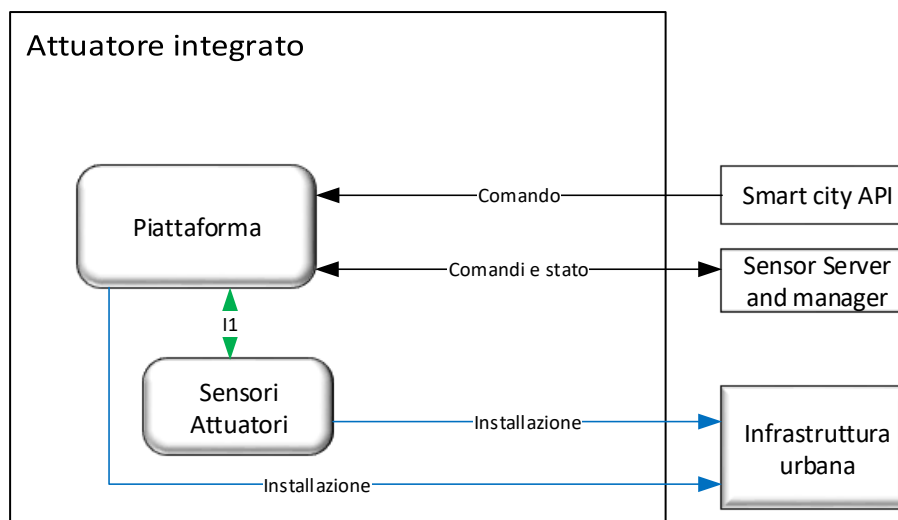 Attuatore integrato
Piattaforma
Comando
Smart city API
Comandi e stato
Sensor Server
and manager
I1
Sensori
Attuatori
Installazione
Infrastruttura
urbana
Installazione